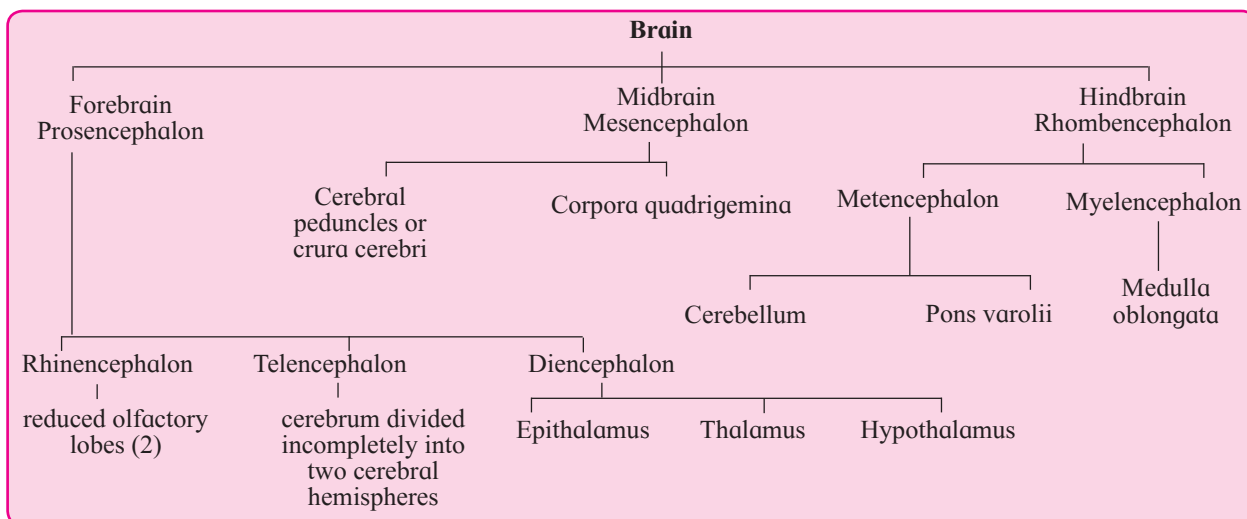 Brain
Forebrain
Prosencephalon
Midbrain
Mesencephalon
Hindbrain
Rhombencephalon
Cerebral
peduncles or
crura cerebri
Corpora quadrigemina
Metencephalon
Myelencephalon
Cerebellum
Pons varolii
Medulla
oblongata
Rhinencephalon
Telencephalon
Diencephalon
reduced olfactory
lobes (2)
cerebrum divided
incompletely into
two cerebral
hemispheres
Epithalamus
Thalamus
Hypothalamus